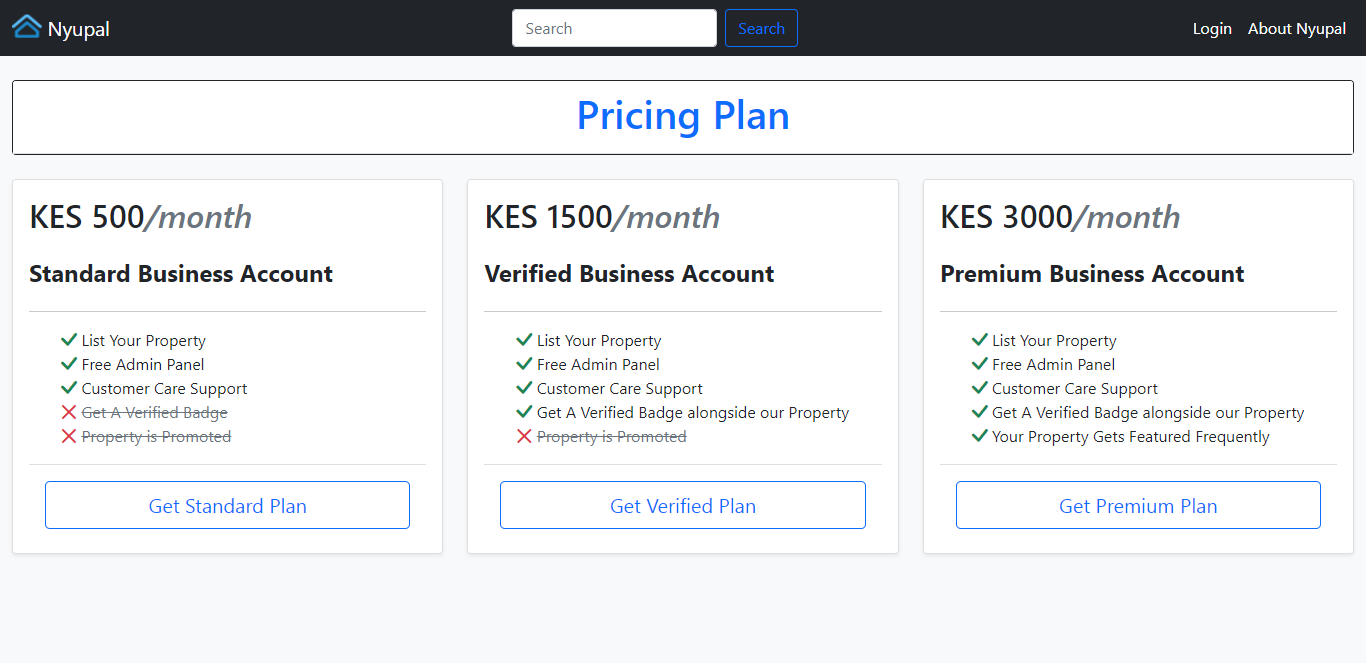 Nyupal
Search
Search
Login
About Nyupal
Pricing Plan
KES 500/month
Standard Business Account
List Your Property
Free Admin Panel
Customer Care Support
Get A Verified Badge
Property is Promoted
Get Standard Plan
KES 1500/month
Verified Business Account
List Your Property
Free Admin Panel
Customer Care Support
Get A Verified Badge alongside our Property
Property is Promoted
Get Verified Plan
KES 3000/month
Premium Business Account
List Your Property
Free Admin Panel
Customer Care Support
Get A Verified Badge alongside our Property
Your Property Gets Featured Frequently
Get Premium Plan